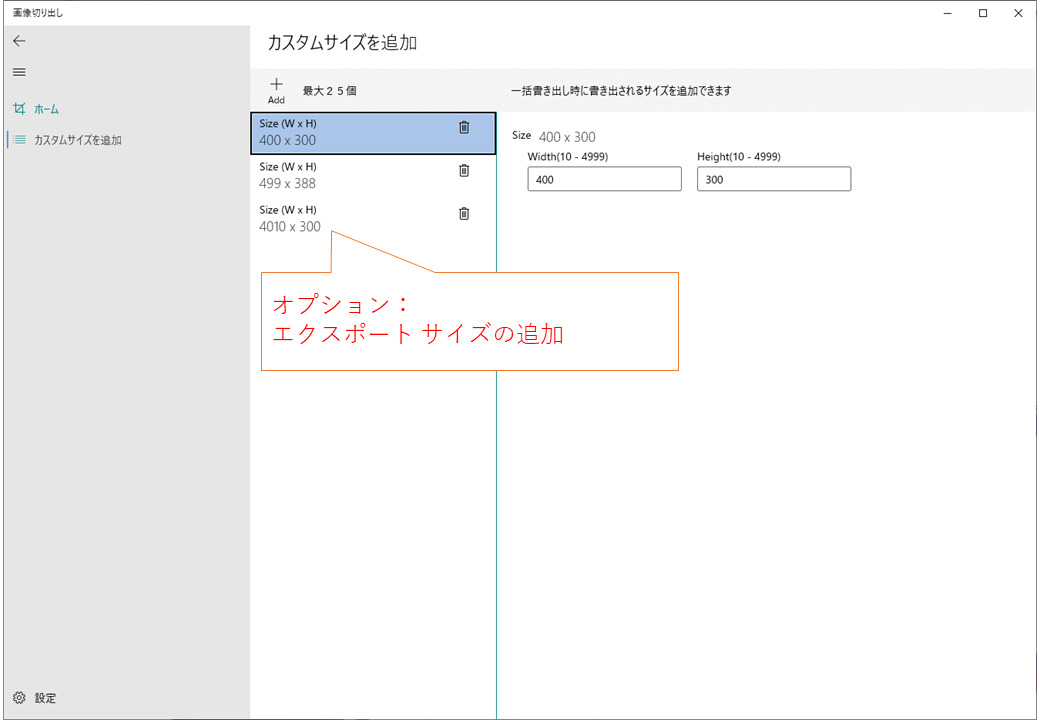 画像切り出し
カスタムサイズを追加
ホーム
カスタムサイズを追加
Add
最大２５個
一括書き出し時に書き出されるサイズを追加できます
Size (W x H)
400 x 300
Size (W x H)
499 x 388
Size (W x H)
4010 x 300
Size 400 x 300
Width(10 - 4999)
Height(10 - 4999)
400
300
オプション：
エクスポート サイズの追加
設定